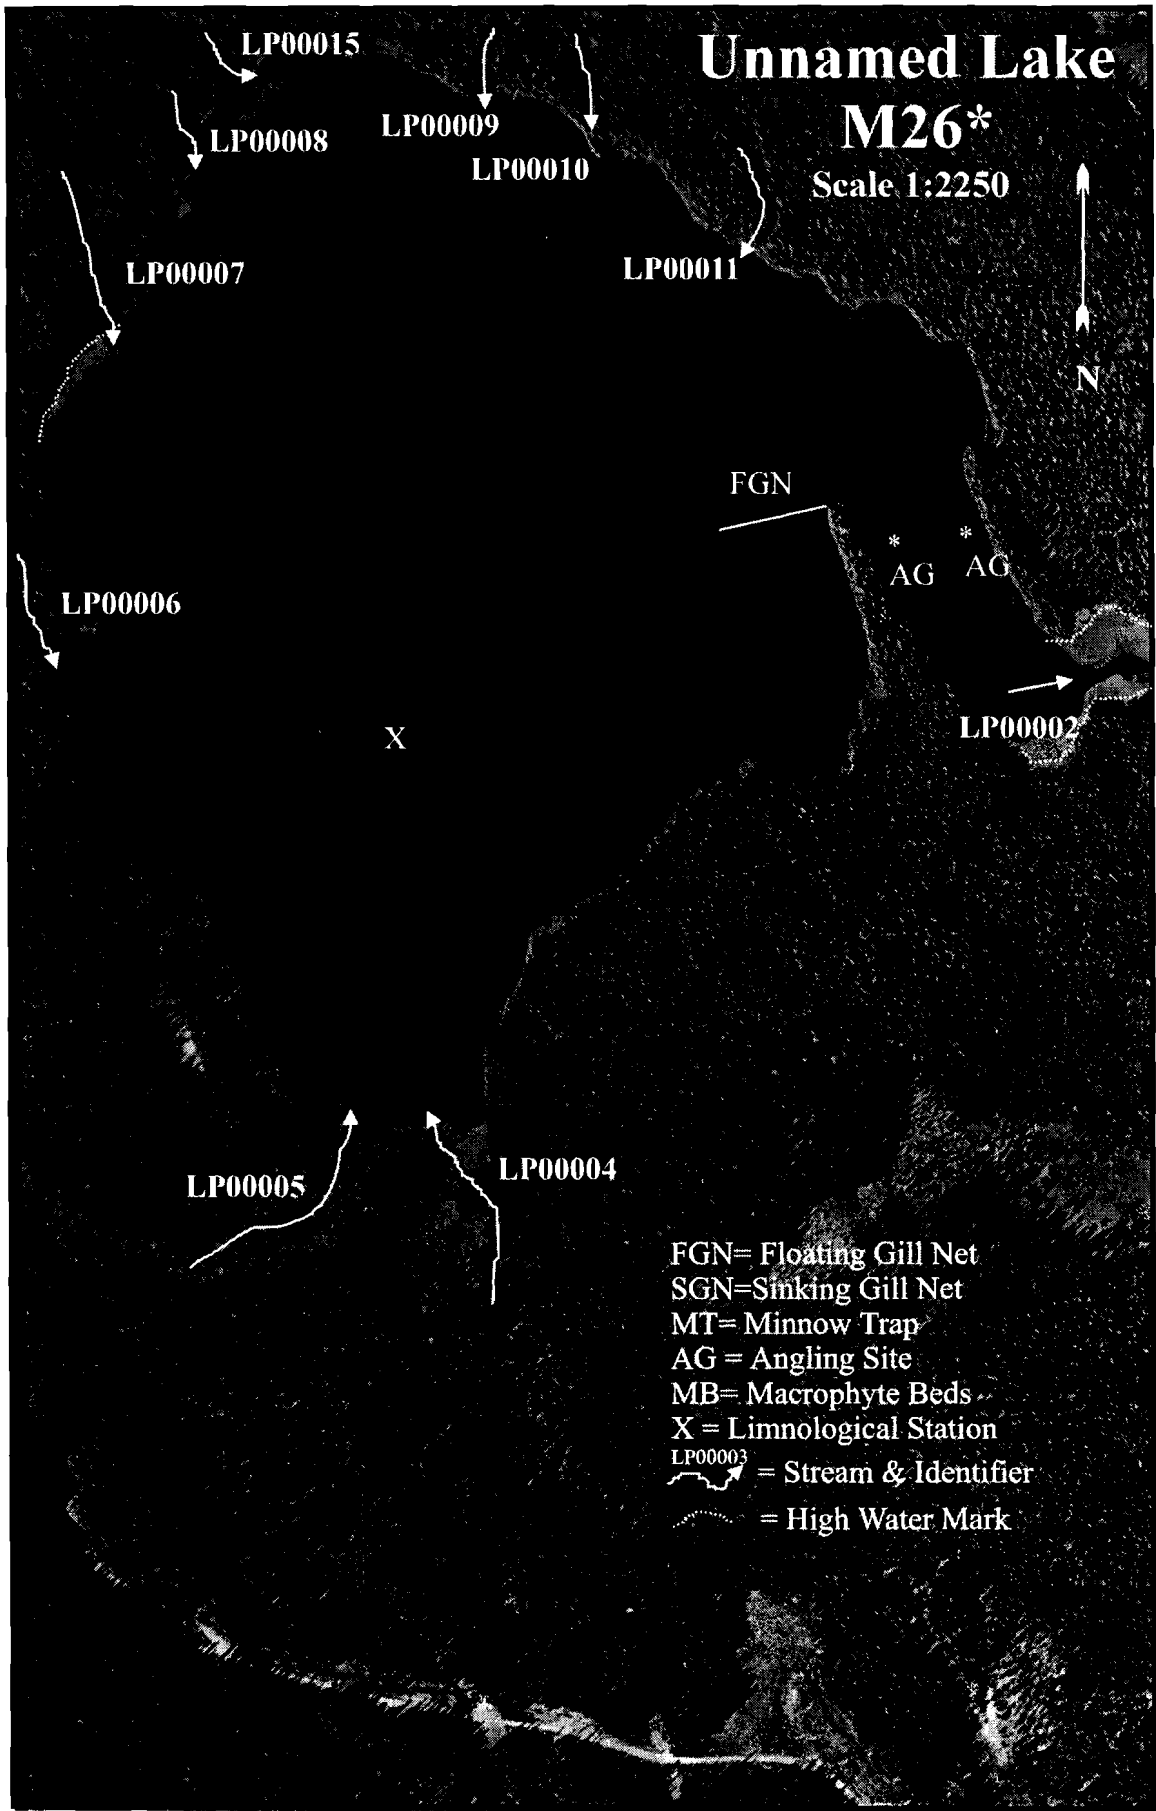 Unnamed Lake
M26*
Scale 1:2250
N
LP00015
LP00008
LP00009
LP00010
LP00007
LP00011
FGN
* *
AG AG
LP00006
LP00002
X
LP00005
LP00004
FGN= Floating Gill Net
SGN=Sinking Gill Net
MT= Minnow Trap
AG = Angling Site
MB= Macrophyte Beds
X = Limnological Station
LP00003 = Stream & Identifier
= High Water Mark